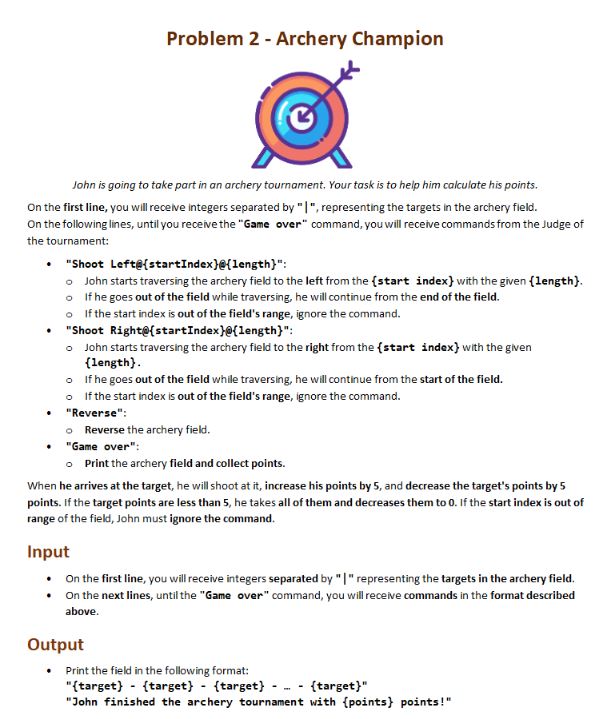 Problem 2 - Archery Champion
John is going to take part in an archery tournament. Your task is to help him calculate his points.
On the first line, you will receive integers separated by "|", representing the targets in the archery field.
On the following lines, until you receive the "Game over" command, you will receive commands from the Judge of
the tournament:
• "Shoot Left@{startIndex}@{length}":
o John starts traversing the archery field to the left from the {start index} with the given {length}.
o If he goes out of the field while traversing, he will continue from the end of the field.
o If the start index is out of the field's range, ignore the command.
• "Shoot Right@{startIndex}@{length}":
o John starts traversing the archery field to the right from the {start index} with the given
{length}.
o If he goes out of the field while traversing, he will continue from the start of the field.
o If the start index is out of the field's range, ignore the command.
• "Reverse":
o Reverse the archery field.
• "Game over":
o Print the archery field and collect points.
When he arrives at the target, he will shoot at it, increase his points by 5, and decrease the target's points by 5
points. If the target points are less than 5, he takes all of them and decreases them to 0. If the start index is out of
range of the field, John must ignore the command.
Input
• On the first line, you will receive integers separated by "|" representing the targets in the archery field.
• On the next lines, until the "Game over" command, you will receive commands in the format described
above.
Output
• Print the field in the following format:
"{target} - {target} - {target} - … - {target}"
"John finished the archery tournament with {points} points!"